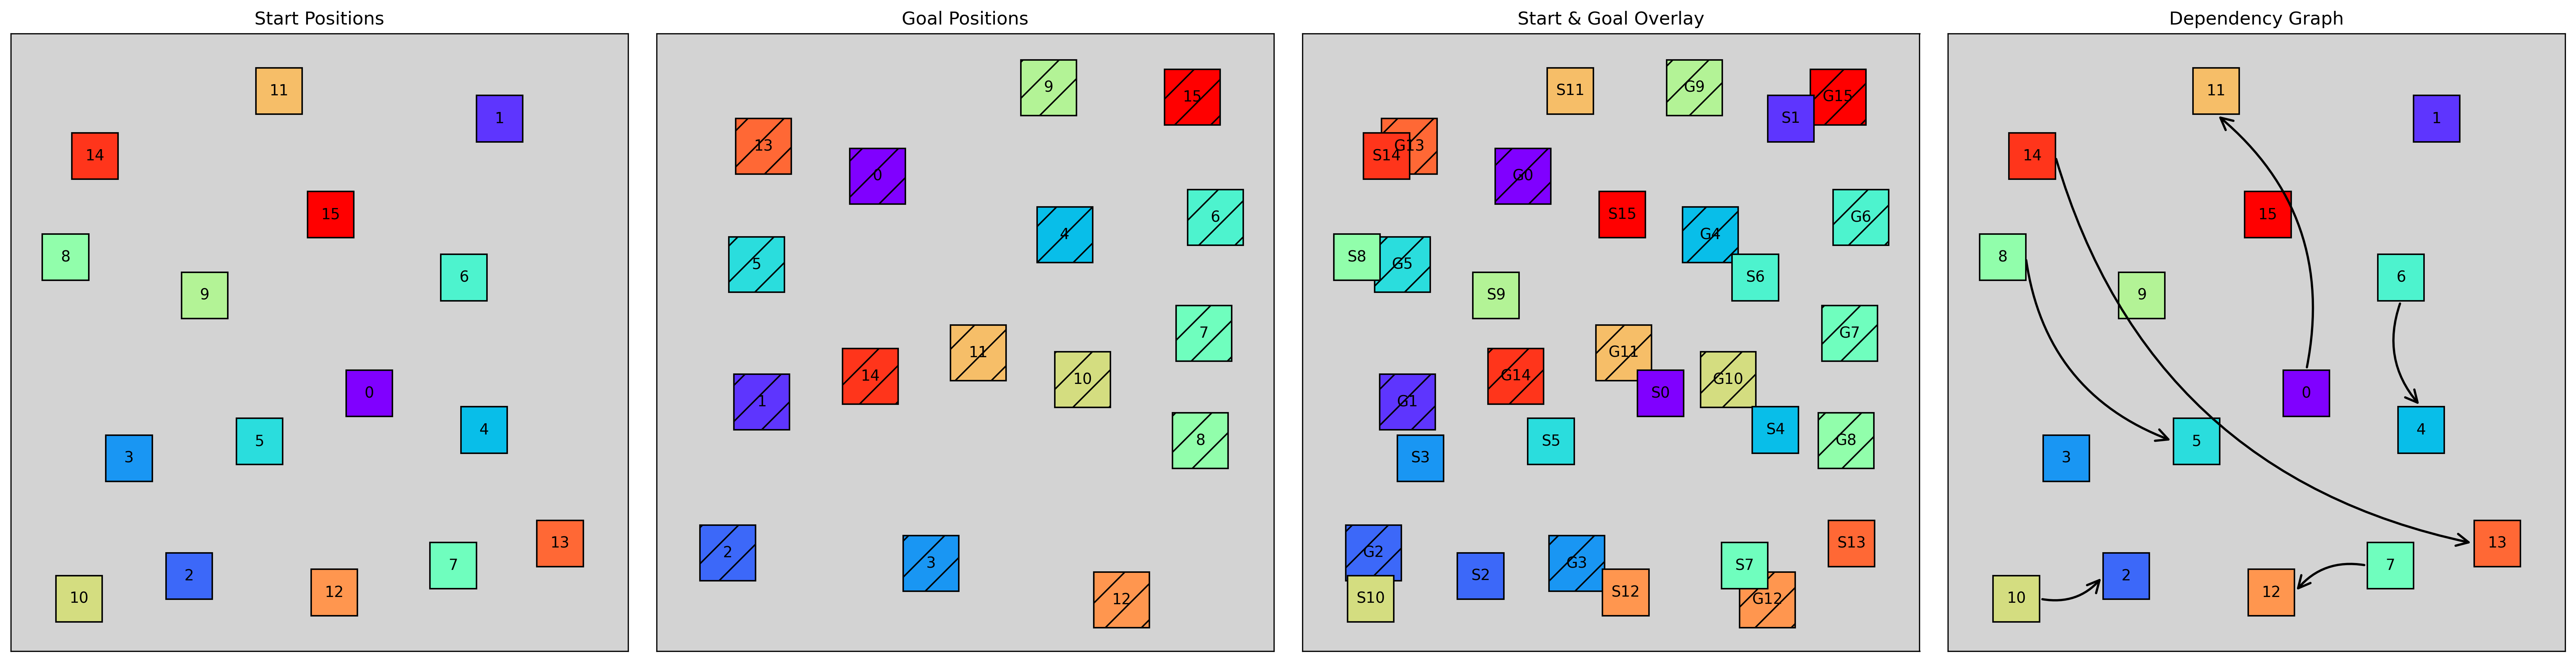 Start Positions
11
1
14
15
8
6
9
0
4
5
3
13
7
2
12
10
Goal Positions
9
15
13
0
6
4
5
7
11
14
10
1
8
2
3
12
Start & Goal Overlay
G9
S11
G15
S1
G13
S14
G0
S15
G6
G4
S8
G5
S6
S9
G7
G11
G14
G10
S0
G1
S4
G8
S5
S3
S13
G2
G3
S7
S2
S12
S10
G12
Dependency Graph
11
1
14
15
8
6
9
0
4
5
3
13
7
2
12
10